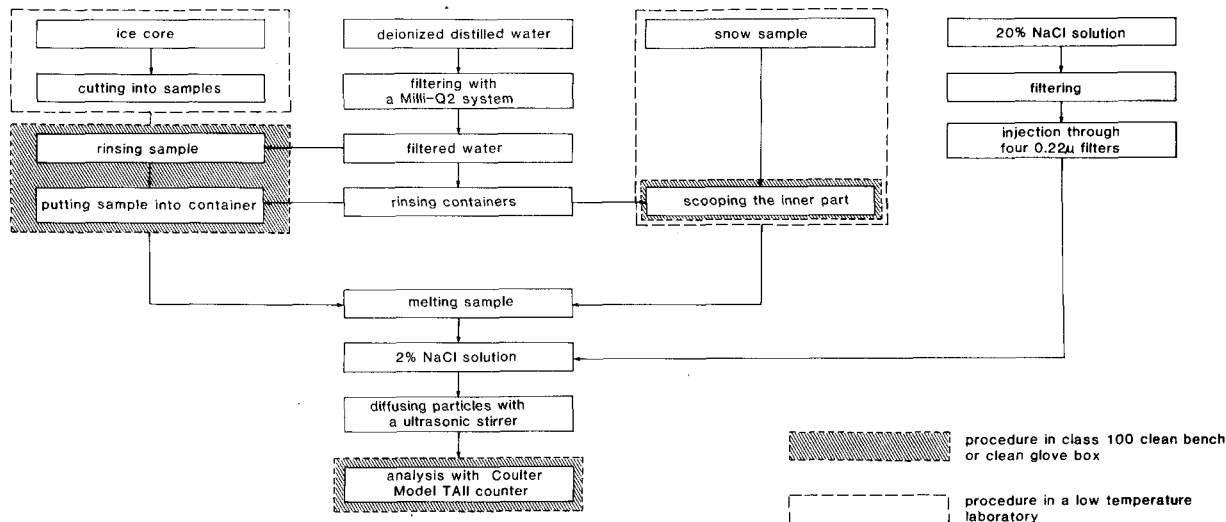 ice core
deionized distilled water
snow sample
20% NaCl solution
cutting into samples
filtering with
a Milli-Q2 system
filtering
rinsing sample
filtered water
injection through
four 0.22μ filters
putting sample into container
rinsing containers
scooping the inner part
melting sample
2% NaCl solution
diffusing particles with
a ultrasonic stirrer
analysis with Coulter
Model TAII counter
procedure in class 100 clean bench
or clean glove box
procedure in a low temperature
laboratory